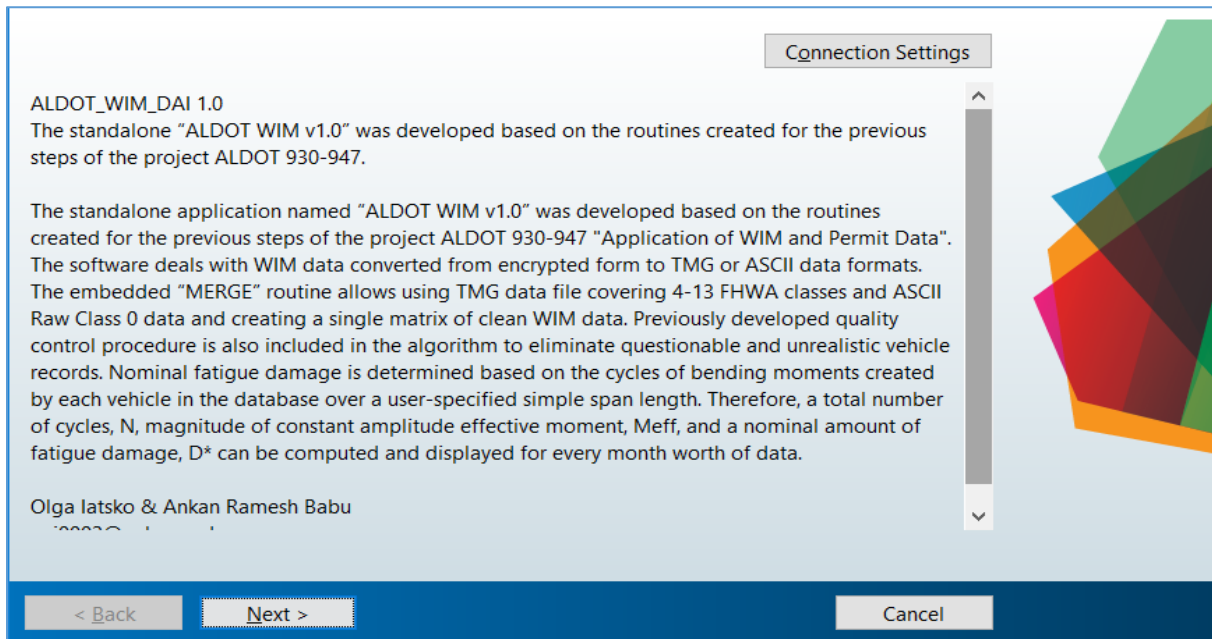 Connection Settings
ALDOT_WIM_DAI 1.0
The standalone “ALDOT WIM v1.0” was developed based on the routines created for the previous
steps of the project ALDOT 930-947.
The standalone application named “ALDOT WIM v1.0” was developed based on the routines
created for the previous steps of the project ALDOT 930-947 "Application of WIM and Permit Data".
The software deals with WIM data converted from encrypted form to TMG or ASCII data formats.
The embedded “MERGE” routine allows using TMG data file covering 4-13 FHWA classes and ASCII
Raw Class 0 data and creating a single matrix of clean WIM data. Previously developed quality
control procedure is also included in the algorithm to eliminate questionable and unrealistic vehicle
records. Nominal fatigue damage is determined based on the cycles of bending moments created
by each vehicle in the database over a user-specified simple span length. Therefore, a total number
of cycles, N, magnitude of constant amplitude effective moment, Meff, and a nominal amount of
fatigue damage, D* can be computed and displayed for every month worth of data.
Olga Iatsko & Ankan Ramesh Babu
< Back
Next >
Cancel